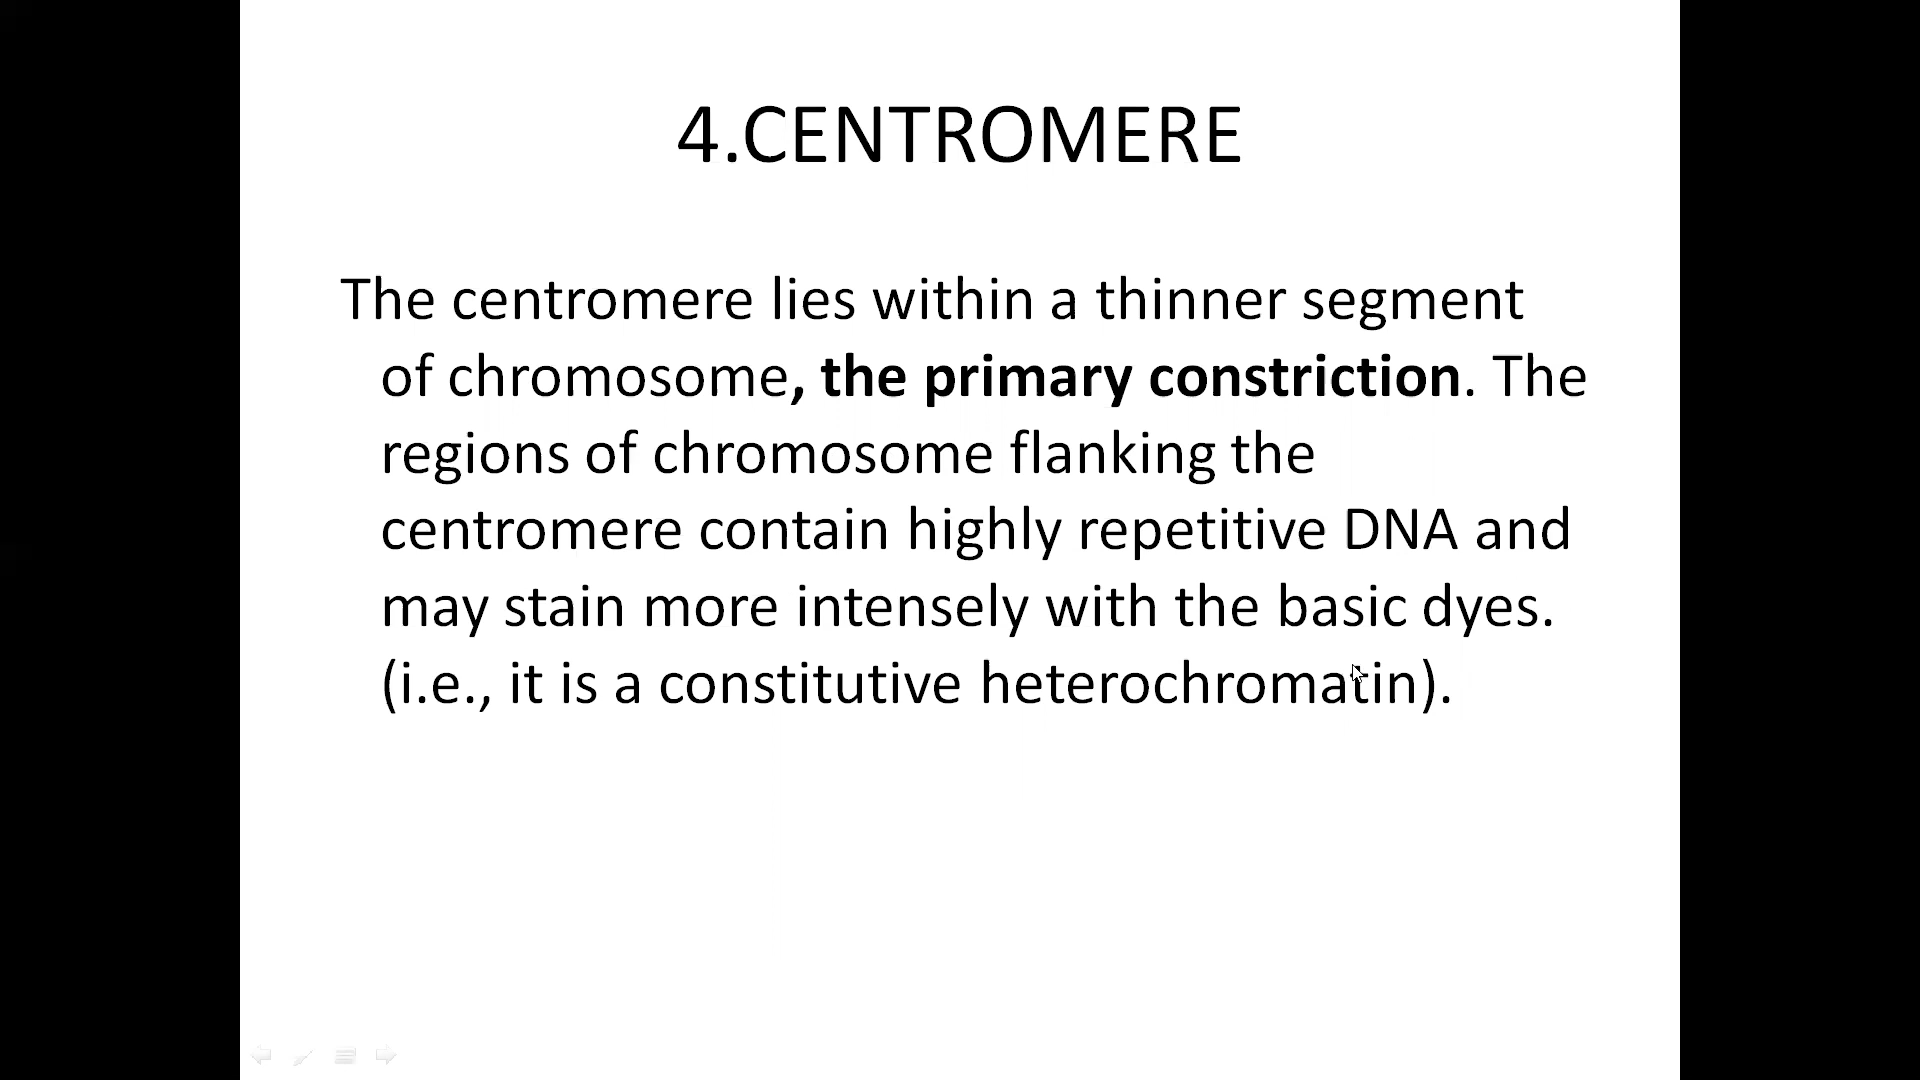 4.CENTROMERE
The centromere lies within a thinner segment
of chromosome, the primary constriction. The
regions of chromosome flanking the
centromere contain highly repetitive DNA and
may stain more intensely with the basic dyes.
(i.e., it is a constitutive heterochromatin).